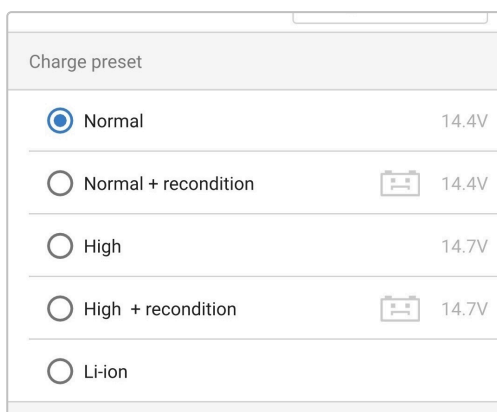 Charge preset
Normal 14.4V
Normal + recondition 14.4V
High 14.7V
High + recondition 14.7V
Li-ion